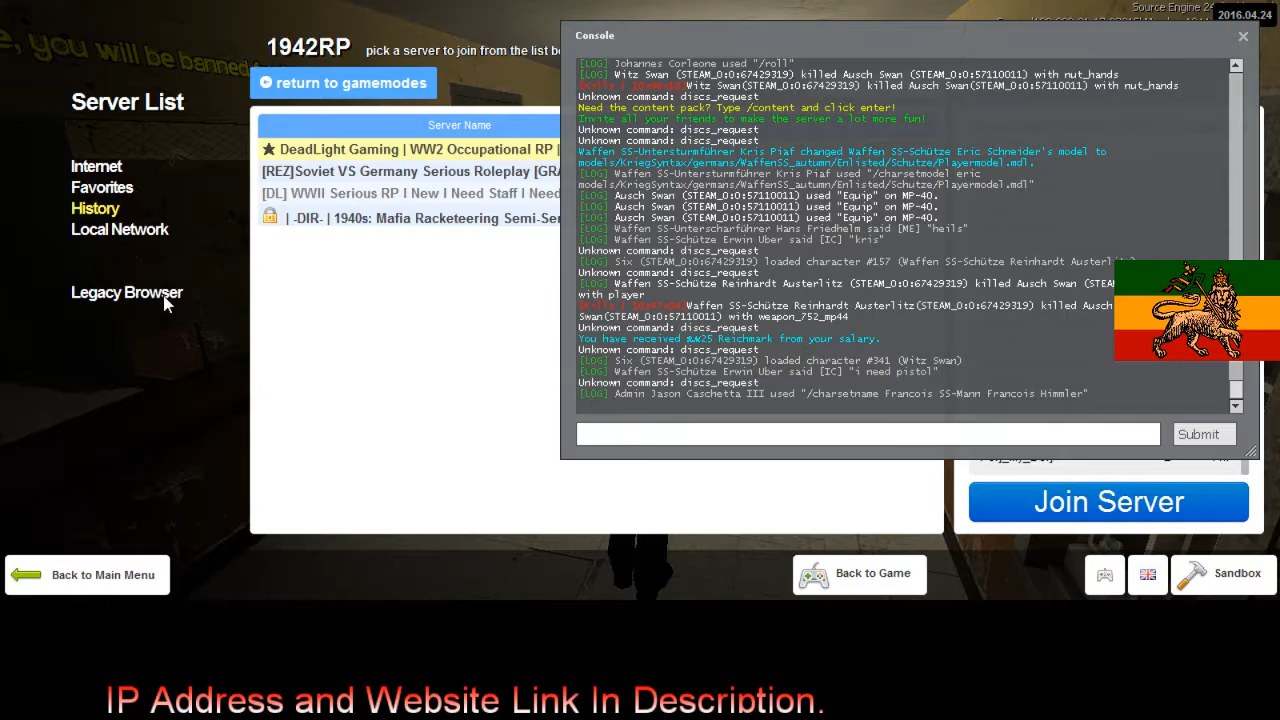 Source Engine 24
2016.04.24
e, you will be banned
1942RP pick a server to join from the list be
return to gamemodes
Server List
Internet
Favorites
History
Local Network
Legacy Browser
Server Name
DeadLight Gaming | WW2 Occupational RP |
[REZ]Soviet VS Germany Serious Roleplay [GRA
[DL] WWII Serious RP I New I Need Staff I Need
| -DIR- | 1940s: Mafia Racketeering Semi-Ser
Console
[LOG] Johannes Corleone used "/roll"
[LOG] Witz Swan (STEAM_0:0:67429319) killed Ausch Swan (STEAM_0:0:57110011) with nut_hands
Witz Swan(STEAM_0:0:67429319) killed Ausch Swan(STEAM_0:0:57110011) with nut_hands
Unknown command: discs_request
Need the content pack? Type /content and click enter!
Invite all your friends to make the server a lot more fun!
Unknown command: discs_request
Waffen SS-Untersturmführer Kris Piaf changed Waffen SS-Schütze Eric Schneider's model to
models/KriegSyntax/germans/WaffenSS_autumn/Enlisted/Schutze/Playermodel.mdl.
[LOG] Waffen SS-Untersturmführer Kris Piaf used "/charsetmodel eric
models/KriegSyntax/germans/WaffenSS_autumn/Enlisted/Schutze/Playermodel.mdl"
[LOG] Ausch Swan (STEAM_0:0:57110011) used "Equip" on MP-40.
[LOG] Ausch Swan (STEAM_0:0:57110011) used "Equip" on MP-40.
[LOG] Ausch Swan (STEAM_0:0:57110011) used "Equip" on MP-40.
[LOG] Waffen SS-Unterscharführer Hans Friedhelm said [ME] "heils"
[LOG] Waffen SS-Schütze Erwin Uber said [IC] "kris"
Unknown command: discs_request
[LOG] Six (STEAM_0:0:67429319) loaded character #157 (Waffen SS-Schütze Reinhardt Austerlitz)
Unknown command: discs_request
[LOG] Waffen SS-Schütze Reinhardt Austerlitz (STEAM_0:0:67429319) killed Ausch Swan (STEA
with player
Waffen SS-Schütze Reinhardt Austerlitz(STEAM_0:0:67429319) killed Ausch
Swan(STEAM_0:0:57110011) with weapon_752_mp44
Unknown command: discs_request
You have received 25 Reichmark from your salary.
Unknown command: discs_request
[LOG] Six (STEAM_0:0:67429319) loaded character #341 (Witz Swan)
[LOG] Waffen SS-Schütze Erwin Uber said [IC] "i need pistol"
Unknown command: discs_request
[LOG] Admin Jason Caschetta III used "/charsetname Francois SS-Mann Francois Himmler"
Submit
Join Server
Back to Main Menu
Back to Game
Sandbox
IP Address and Website Link In Description.